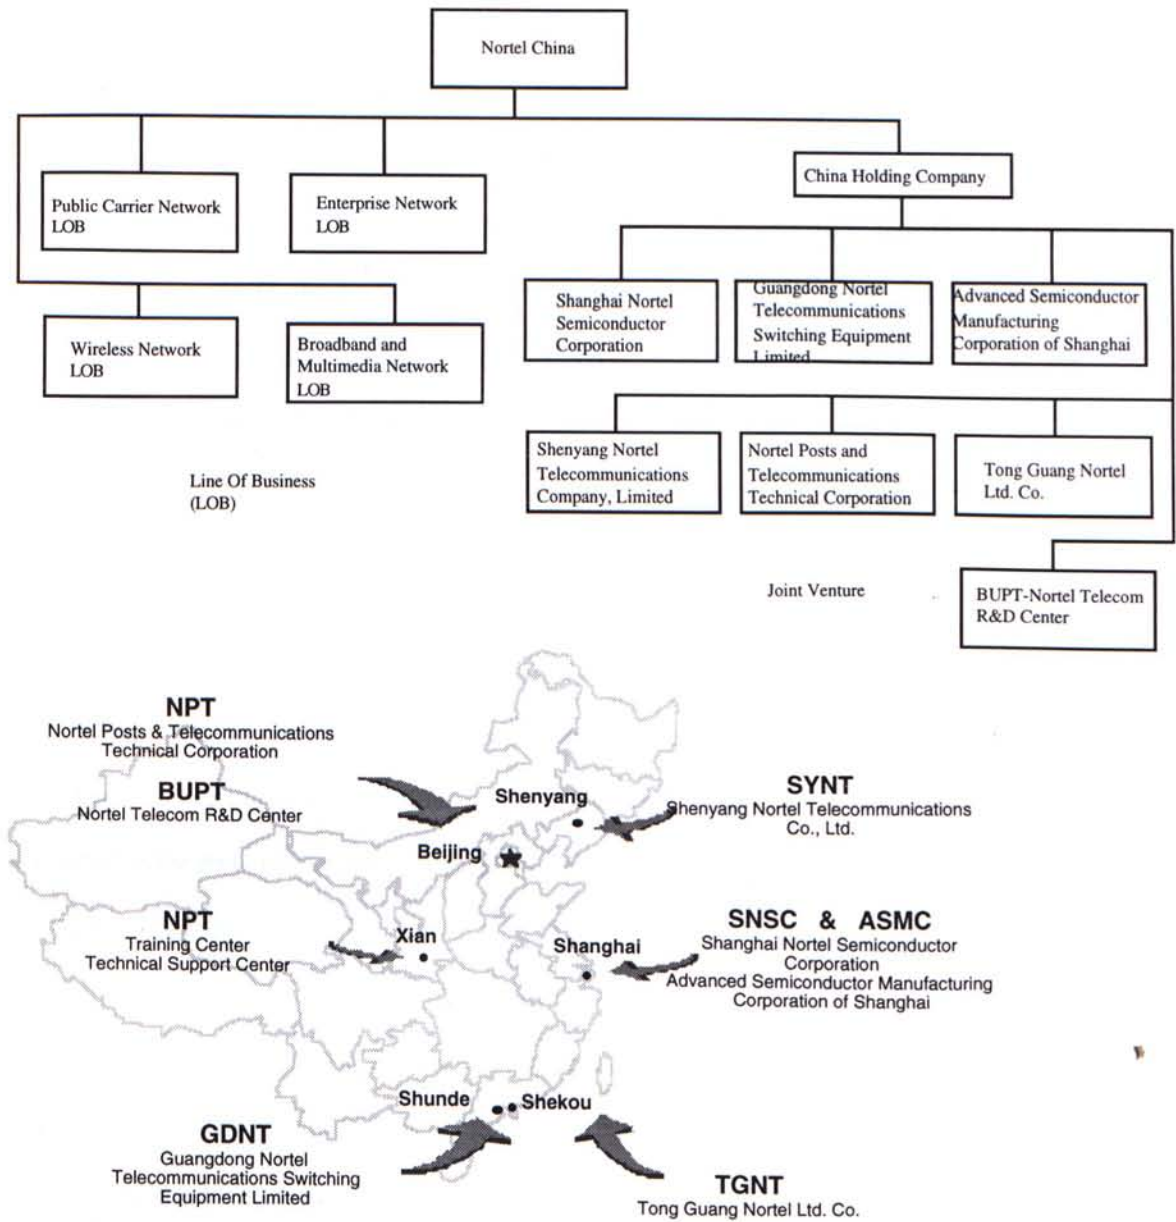 Nortel China
China Holding Company
Public Carrier Network
LOB
Enterprise Network
LOB
Wireless Network
LOB
Broadband and
Multimedia Network
LOB
Shanghai Nortel
Semiconductor
Corporation
Guangdong Nortel
Telecommunications
Switching Equipment
Limited
Advanced Semiconductor
Manufacturing
Corporation of Shanghai
Shenyang Nortel
Telecommunications
Company, Limited
Nortel Posts and
Telecommunications
Technical Corporation
Tong Guang Nortel
Ltd. Co.
Line Of Business
(LOB)
Joint Venture
BUPT-Nortel Telecom
R&D Center
NPT
Nortel Posts & Telecommunications
Technical Corporation
BUPT
Nortel Telecom R&D Center
Shenyang
SYNT
Shenyang Nortel Telecommunications
Co., Ltd.
Beijing
NPT
Training Center
Technical Support Center
Xian
Shanghai
SNSC & ASMC
Shanghai Nortel Semiconductor
Corporation
Advanced Semiconductor Manufacturing
Corporation of Shanghai
Shunde
Shekou
GDNT
Guangdong Nortel
Telecommunications Switching
Equipment Limited
TGNT
Tong Guang Nortel Ltd. Co.